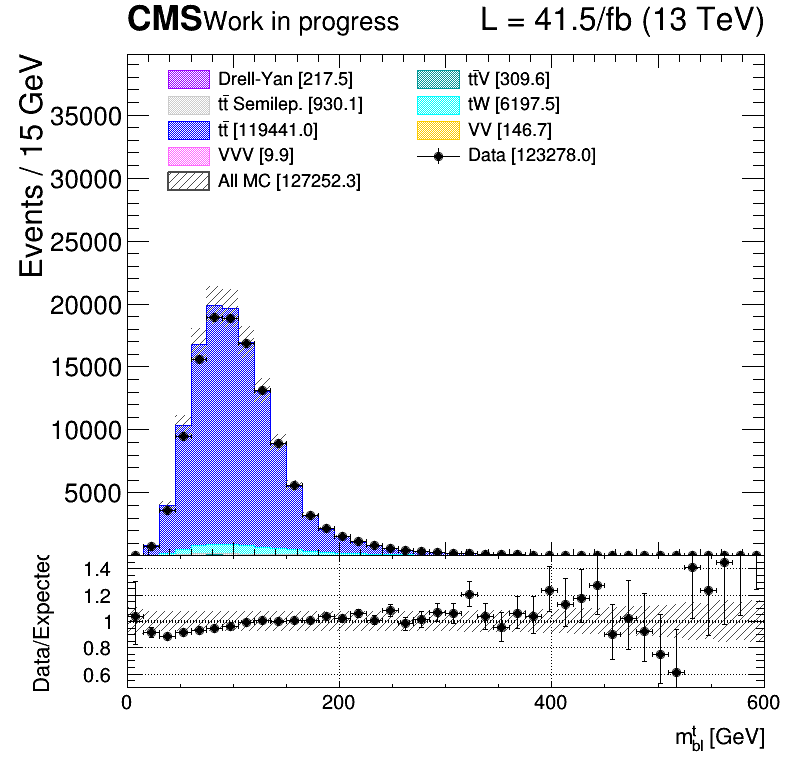 CMS Work in progress L = 41.5/fb (13 TeV)
Drell-Yan [217.5] tt̄V [309.6]
tt̄ Semilep. [930.1] tW [6197.5]
tt̄ [119441.0] VV [146.7]
VVV [9.9] Data [123278.0]
All MC [127252.3]
Events / 15 GeV
35000
30000
25000
20000
15000
10000
5000
Data/Expected
1.4
1.2
1
0.8
0.6
0 200 400 600
m^t_bl [GeV]